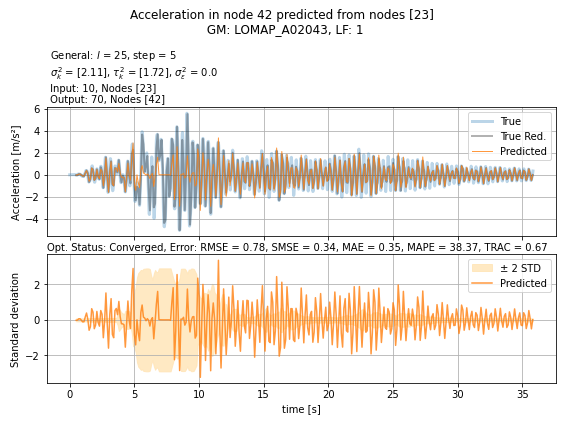 Acceleration in node 42 predicted from nodes [23]
GM: LOMAP_A02043, LF: 1
General: l = 25, step = 5
σ²ₖ = [2.11], τ²ₖ = [1.72], σ²ε = 0.0
Input: 10, Nodes [23]
Output: 70, Nodes [42]
Acceleration [m/s²]
6
4
2
0
−2
−4
True
True Red.
Predicted
Opt. Status: Converged, Error: RMSE = 0.78, SMSE = 0.34, MAE = 0.35, MAPE = 38.37, TRAC = 0.67
Standard deviation
2
0
−2
± 2 STD
Predicted
0 5 10 15 20 25 30 35
time [s]